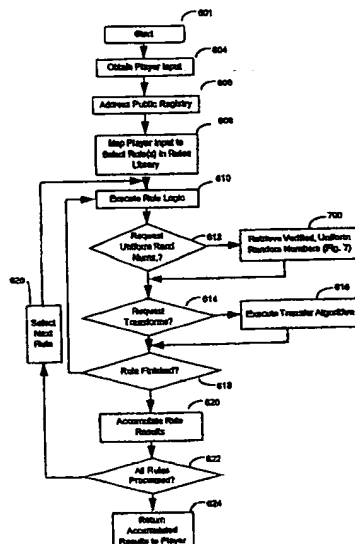 601
Start
604
Obtain Player Input
606
Address Public Registry
608
Map Player Input to
Select Rule(s) in Rules
Library
610
Execute Rule Logic
612
Request
Uniform Rand
Nums.?
700
Retrieve Verified, Uniform
Random Numbers (Fig. 7)
614
Request
Transforms?
616
Execute Transfer Algorithm
626
Select
Next
Rule
Rule Finished?
618
620
Accumulate Rule
Results
622
All Rules
Processed?
624
Return
Accumulated
Results to Player